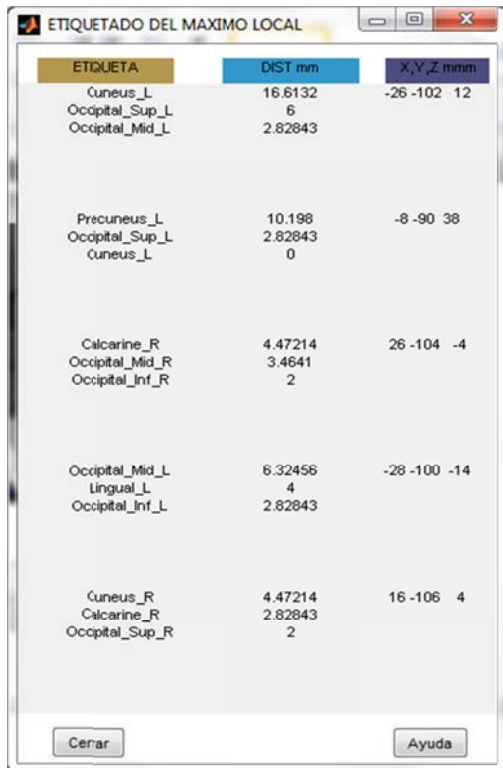 ETIQUETADO DEL MAXIMO LOCAL
ETIQUETA DIST mm X,Y,Z mmm
Cuneus_L 16.6132 -26 -102 12
Occipital_Sup_L 6
Occipital_Mid_L 2.82843
Precuneus_L 10.198 -8 -90 38
Occipital_Sup_L 2.82843
Cuneus_L 0
Calcarine_R 4.47214 26 -104 -4
Occipital_Mid_R 3.4641
Occipital_Inf_R 2
Occipital_Mid_L 6.32456 -28 -100 -14
Lingual_L 4
Occipital_Inf_L 2.82843
Cuneus_R 4.47214 16 -106 4
Calcarine_R 2.82843
Occipital_Sup_R 2
Cerrar Ayuda